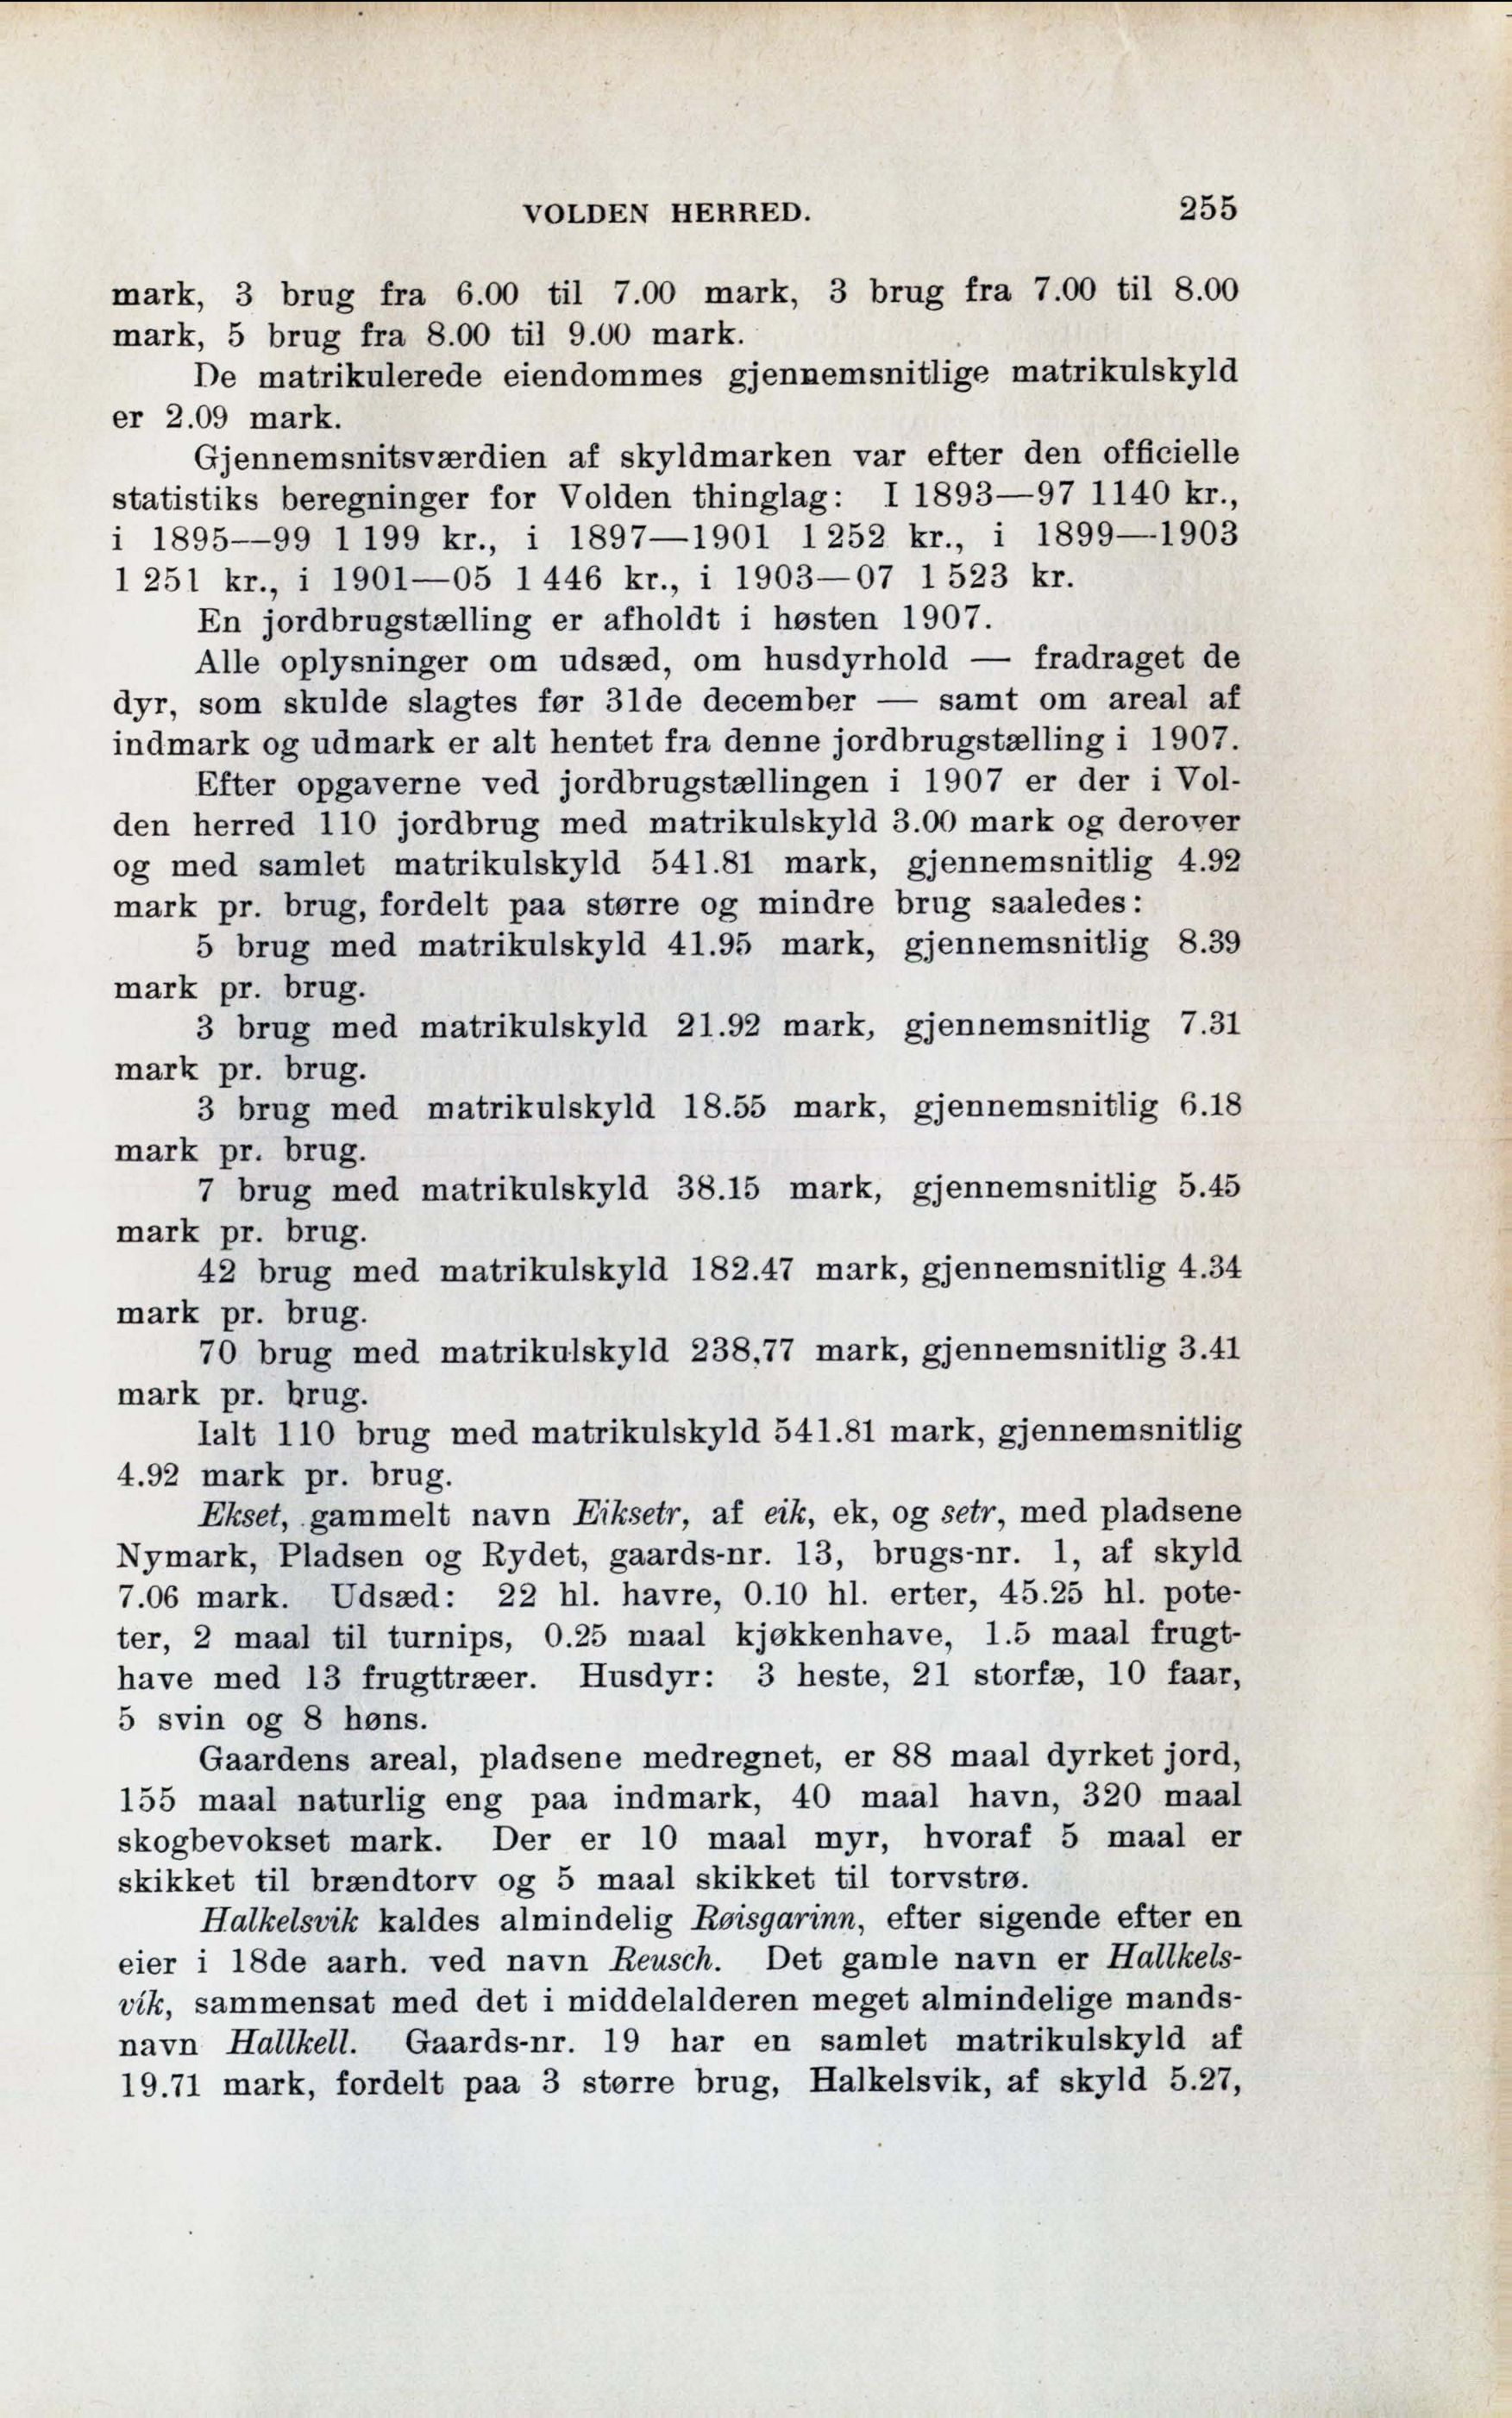 VOLDEN HERRED. 255
mark, 3 brug fra 6.00 til 7.00 mark, 3 brug fra 7.00 til 8.00
mark, 5 brug fra 8.00 til 9.00 mark.
De matrikulerede eiendommes gjennemsnitlige matrikulskyld
er 2.09 mark.
Gjennemsnitsværdien af skyldmarken var efter den officielle
statistiks beregninger for Volden thinglag: I 1893—97 1140 kr.,
i 1895—99 1 199 kr., i 1897—1901 1 252 kr., i 1899—1903
1 251 kr., i 1901—05 1 446 kr., i 1903—07 1 523 kr.
En jordbrugstælling er afholdt i høsten 1907.
Alle oplysninger om udsæd, om husdyrhold — fradraget de
dyr, som skulde slagtes før 31de december — samt om areal af
indmark og udmark er alt hentet fra denne jordbrugstælling i 1907.
Efter opgaverne ved jordbrugstællingen i 1907 er der i Vol-
den herred 110 jordbrug med matrikulskyld 3.00 mark og derover
og med samlet matrikulskyld 541.81 mark, gjennemsnitlig 4.92
mark pr. brug, fordelt paa større og mindre brug saaledes:
5 brug med matrikulskyld 41.95 mark, gjennemsnitlig 8.39
mark pr. brug.
3 brug med matrikulskyld 21.92 mark, gjennemsnitlig 7.31
mark pr. brug.
3 brug med matrikulskyld 18.55 mark, gjennemsnitlig 6.18
mark pr. brug.
7 brug med matrikulskyld 38.15 mark, gjennemsnitlig 5.45
mark pr. brug.
42 brug med matrikulskyld 182.47 mark, gjennemsnitlig 4.34
mark pr. brug.
70 brug med matrikulskyld 238,77 mark, gjennemsnitlig 3.41
mark pr. brug.
Ialt 110 brug med matrikulskyld 541.81 mark, gjennemsnitlig
4.92 mark pr. brug.
Ekset, gammelt navn Eiksetr, af eik, ek, og setr, med pladsene
Nymark, Pladsen og Rydet, gaards-nr. 13, brugs-nr. 1, af skyld
7.06 mark. Udsæd: 22 hl. havre, 0.10 hl. erter, 45.25 hl. pote-
ter, 2 maal til turnips, 0.25 maal kjøkkenhave, 1.5 maal frugt-
have med 13 frugttræer. Husdyr: 3 heste, 21 storfæ, 10 faar,
5 svin og 8 høns.
Gaardens areal, pladsene medregnet, er 88 maal dyrket jord,
155 maal naturlig eng paa indmark, 40 maal havn, 320 maal
skogbevokset mark. Der er 10 maal myr, hvoraf 5 maal er
skikket til brændtorv og 5 maal skikket til torvstrø.
Halkelsvik kaldes almindelig Røisgarinn, efter sigende efter en
eier i 18de aarh. ved navn Reusch. Det gamle navn er Hallkels-
vik, sammensat med det i middelalderen meget almindelige mands-
navn Hallkell. Gaards-nr. 19 har en samlet matrikulskyld af
19.71 mark, fordelt paa 3 større brug, Halkelsvik, af skyld 5.27,